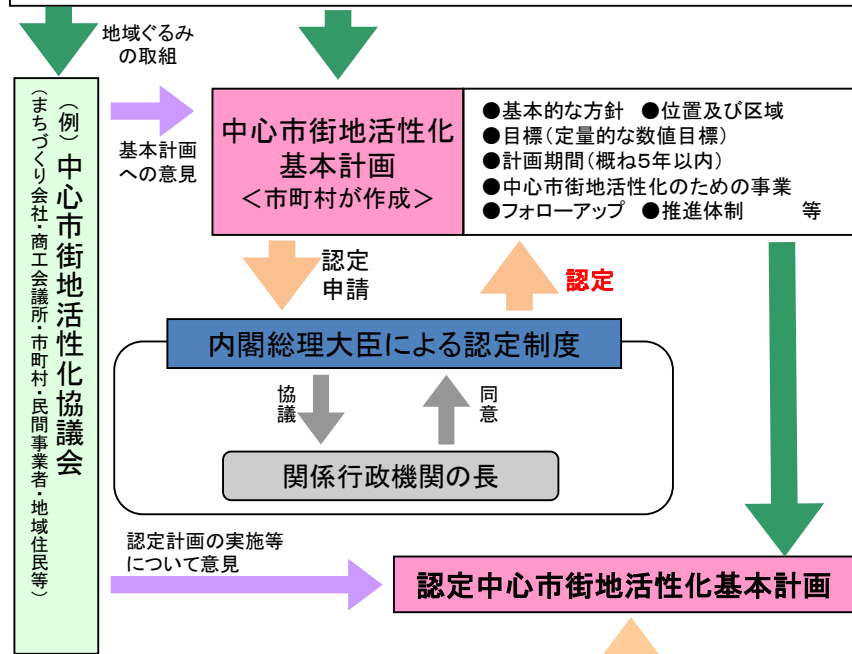 地域ぐるみ
の取組
(例)中心市街地活性化協議会
(まちづくり会社・商工会議所・市町村・民間事業者・地域住民等)
基本計画
への意見
中心市街地活性化
基本計画
<市町村が作成>
●基本的な方針 ●位置及び区域
●目標(定量的な数値目標)
●計画期間(概ね5年以内)
●中心市街地活性化のための事業
●フォローアップ ●推進体制 等
認定
申請
認定
内閣総理大臣による認定制度
協議
同意
関係行政機関の長
認定計画の実施等
について意見
認定中心市街地活性化基本計画